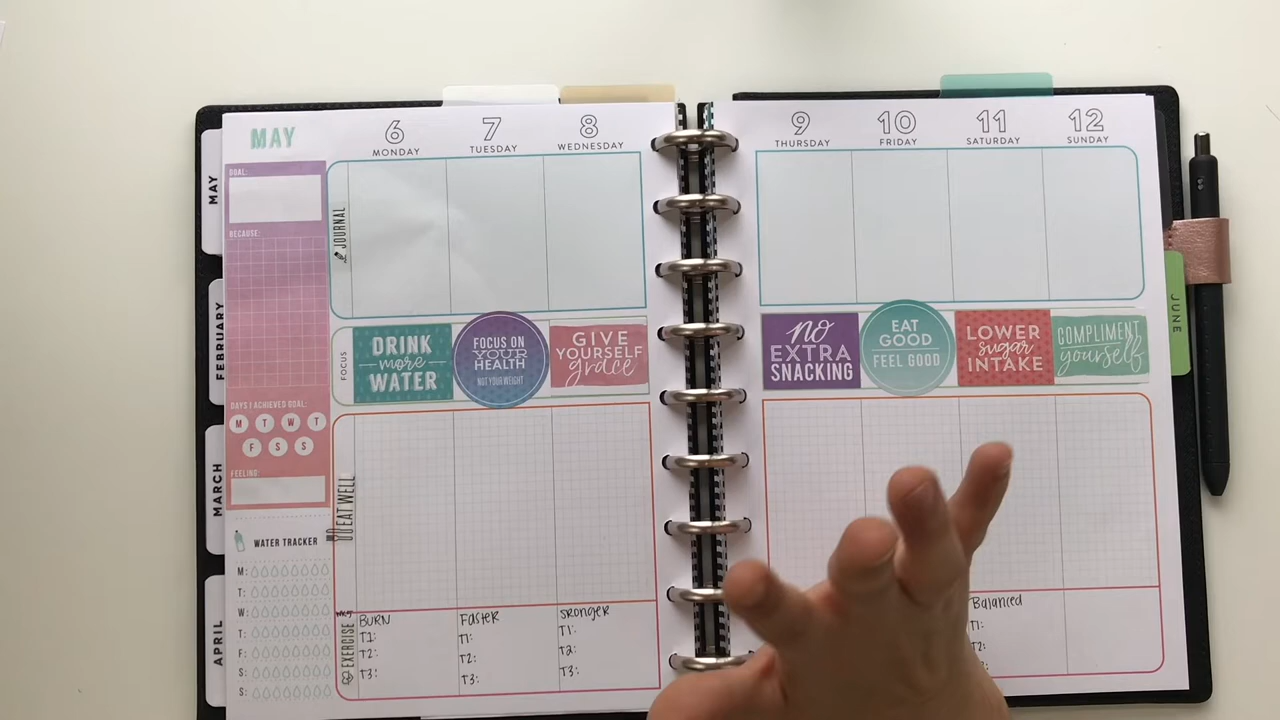 MAY
6
MONDAY
7
TUESDAY
8
WEDNESDAY
9
THURSDAY
10
FRIDAY
11
SATURDAY
12
SUNDAY
MAY
FEBRUARY
MARCH
APRIL
JUNE
GOAL:
BECAUSE:
DAYS I ACHIEVED GOAL:
M T W T
F S S
FEELING:
WATER TRACKER
M:
T:
W:
T:
F:
S:
S:
JOURNAL
FOCUS
DRINK
more
WATER
FOCUS ON
YOUR
HEALTH
NOT YOUR WEIGHT
GIVE
YOURSELF
grace
no
EXTRA
SNACKING
EAT
GOOD
FEEL GOOD
LOWER
sugar
INTAKE
COMPLIMENT
yourself
EAT WELL
EXERCISE
BURN
T1:
T2:
T3:
Faster
T1:
T2:
T3:
sRonger
T1:
T2:
T3:
Balanced
T1:
T2: